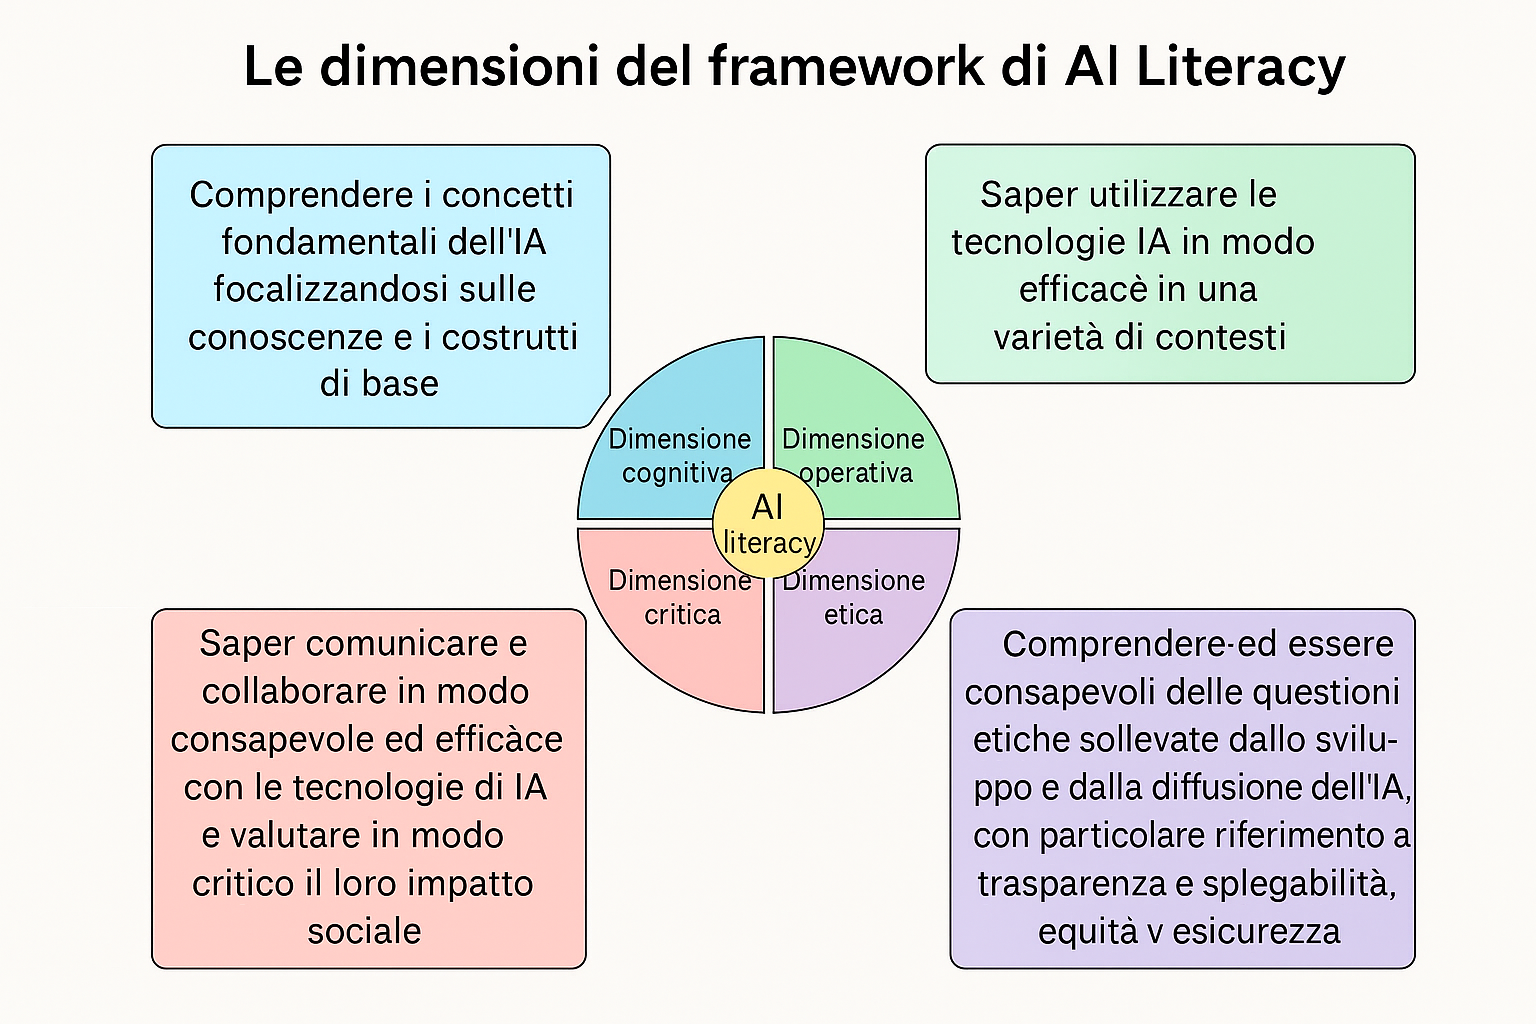 Le dimensioni del framework di AI Literacy
Comprendere i concetti
fondamentali dell'IA
focalizzandosi sulle
conoscenze e i costrutti
di base
Saper utilizzare le
tecnologie IA in modo
efficacè in una
varietà di contesti
Dimensione
cognitiva
Dimensione
operativa
AI
literacy
Dimensione
critica
Dimensione
etica
Saper comunicare e
collaborare in modo
consapevole ed efficàce
con le tecnologie di IA
e valutare in modo
critico il loro impatto
sociale
Comprendere·ed essere
consapevoli delle questioni
etiche sollevate dallo svilu-
ppo e dalla diffusione dell'IA,
con particolare riferimento a
trasparenza e splegabilità,
equità v esicurezza